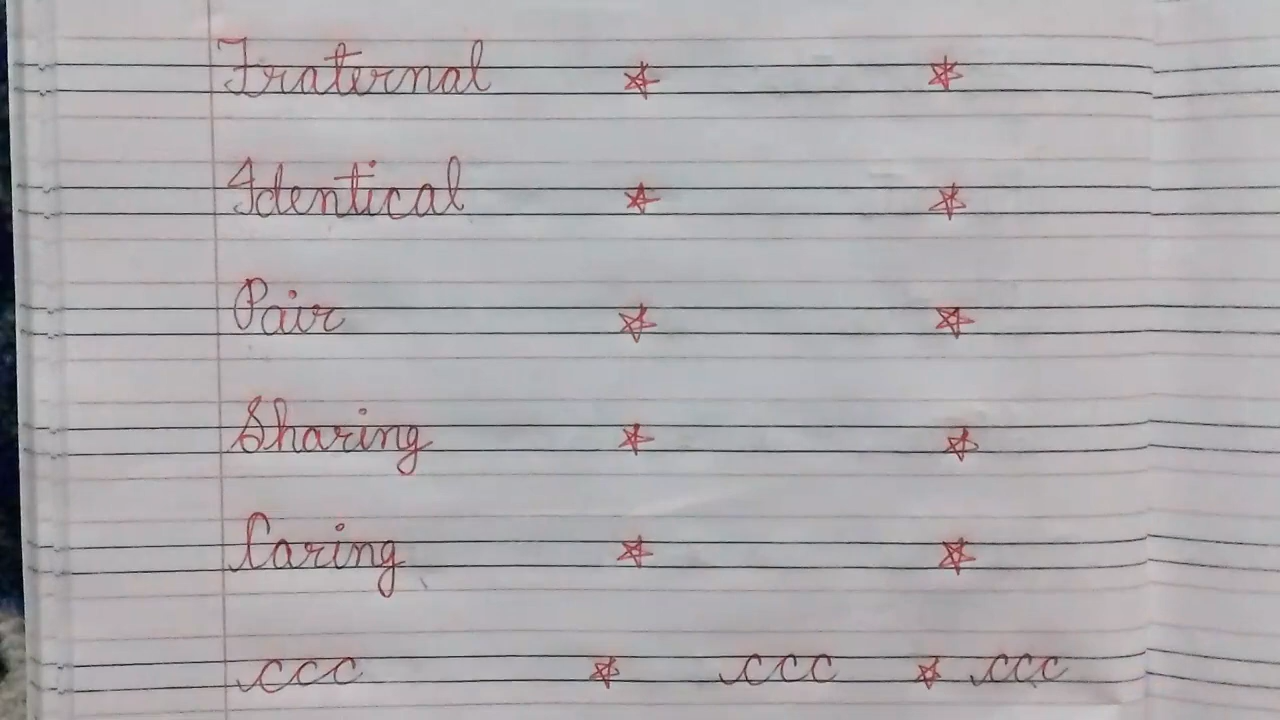 Fraternal * *
Identical * *
Pair * *
Sharing * *
Caring * *
ccc * ccc * ccc